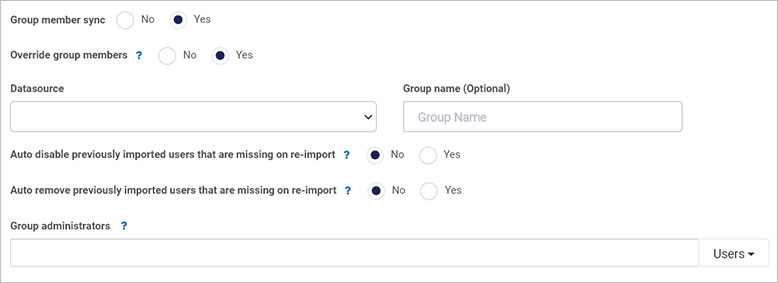 Group member sync No Yes
Override group members ? No Yes
Datasource Group name (Optional)
Group Name
Auto disable previously imported users that are missing on re-import ? No Yes
Auto remove previously imported users that are missing on re-import ? No Yes
Group administrators ?
Users